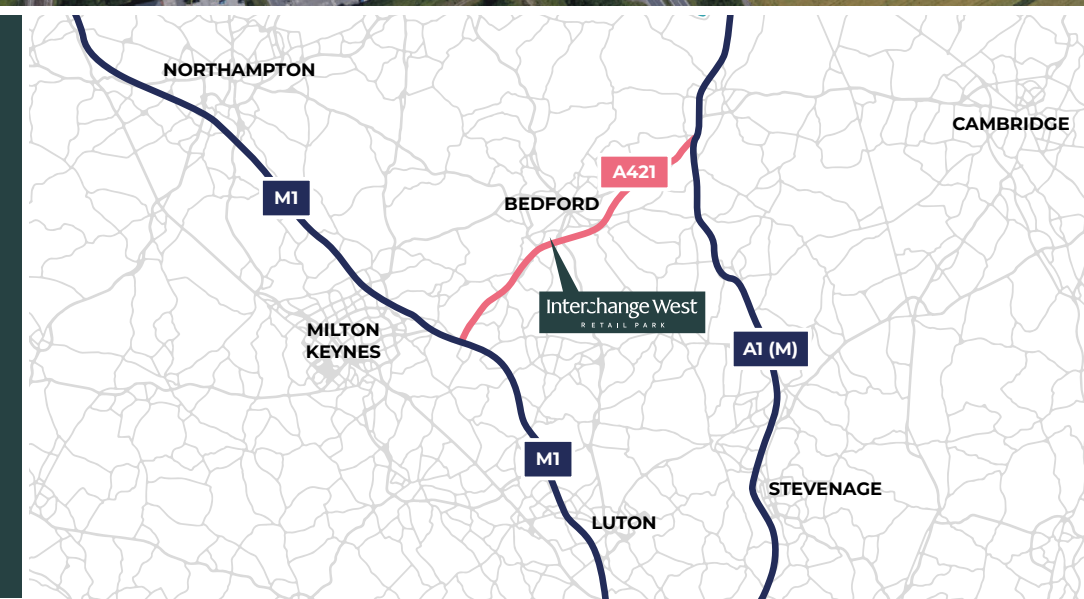 NORTHAMPTON
CAMBRIDGE
A421
M1
BEDFORD
Interchange West
RETAIL PARK
MILTON
KEYNES
A1 (M)
M1
STEVENAGE
LUTON